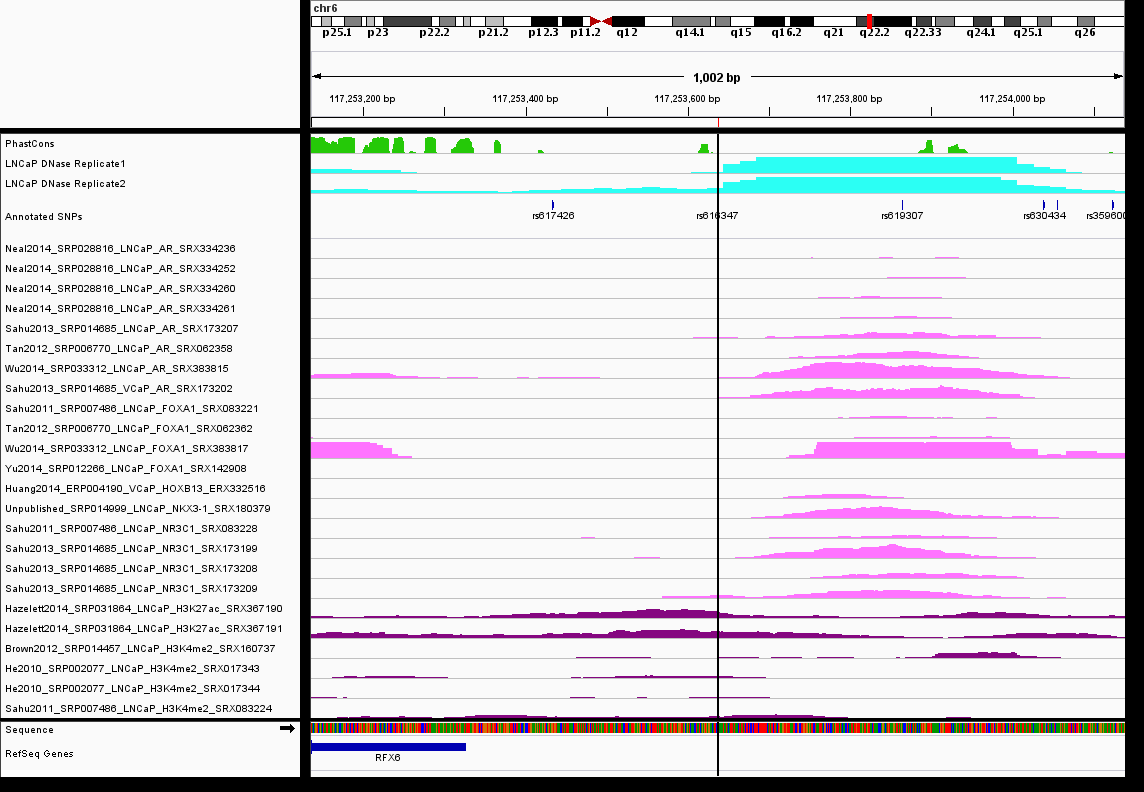 chr6
p25.1 p23 p22.2 p21.2 p12.3 p11.2 q12 q14.1 q15 q16.2 q21 q22.2 q22.33 q24.1 q25.1 q26
1,002 bp
117,253,200 bp 117,253,400 bp 117,253,600 bp 117,253,800 bp 117,254,000 bp
PhastCons
LNCaP DNase Replicate1
LNCaP DNase Replicate2
Annotated SNPs
rs617426 rs616347 rs619307 rs630434 rs359600
Neal2014_SRP028816_LNCaP_AR_SRX334236
Neal2014_SRP028816_LNCaP_AR_SRX334252
Neal2014_SRP028816_LNCaP_AR_SRX334260
Neal2014_SRP028816_LNCaP_AR_SRX334261
Sahu2013_SRP014685_LNCaP_AR_SRX173207
Tan2012_SRP006770_LNCaP_AR_SRX062358
Wu2014_SRP033312_LNCaP_AR_SRX383815
Sahu2013_SRP014685_VCaP_AR_SRX173202
Sahu2011_SRP007486_LNCaP_FOXA1_SRX083221
Tan2012_SRP006770_LNCaP_FOXA1_SRX062362
Wu2014_SRP033312_LNCaP_FOXA1_SRX383817
Yu2014_SRP012266_LNCaP_FOXA1_SRX142908
Huang2014_ERP004190_VCaP_HOXB13_ERX332516
Unpublished_SRP014999_LNCaP_NKX3-1_SRX180379
Sahu2011_SRP007486_LNCaP_NR3C1_SRX083228
Sahu2013_SRP014685_LNCaP_NR3C1_SRX173199
Sahu2013_SRP014685_LNCaP_NR3C1_SRX173208
Sahu2013_SRP014685_LNCaP_NR3C1_SRX173209
Hazelett2014_SRP031864_LNCaP_H3K27ac_SRX367190
Hazelett2014_SRP031864_LNCaP_H3K27ac_SRX367191
Brown2012_SRP014457_LNCaP_H3K4me2_SRX160737
He2010_SRP002077_LNCaP_H3K4me2_SRX017343
He2010_SRP002077_LNCaP_H3K4me2_SRX017344
Sahu2011_SRP007486_LNCaP_H3K4me2_SRX083224
Sequence
RefSeq Genes
RFX6